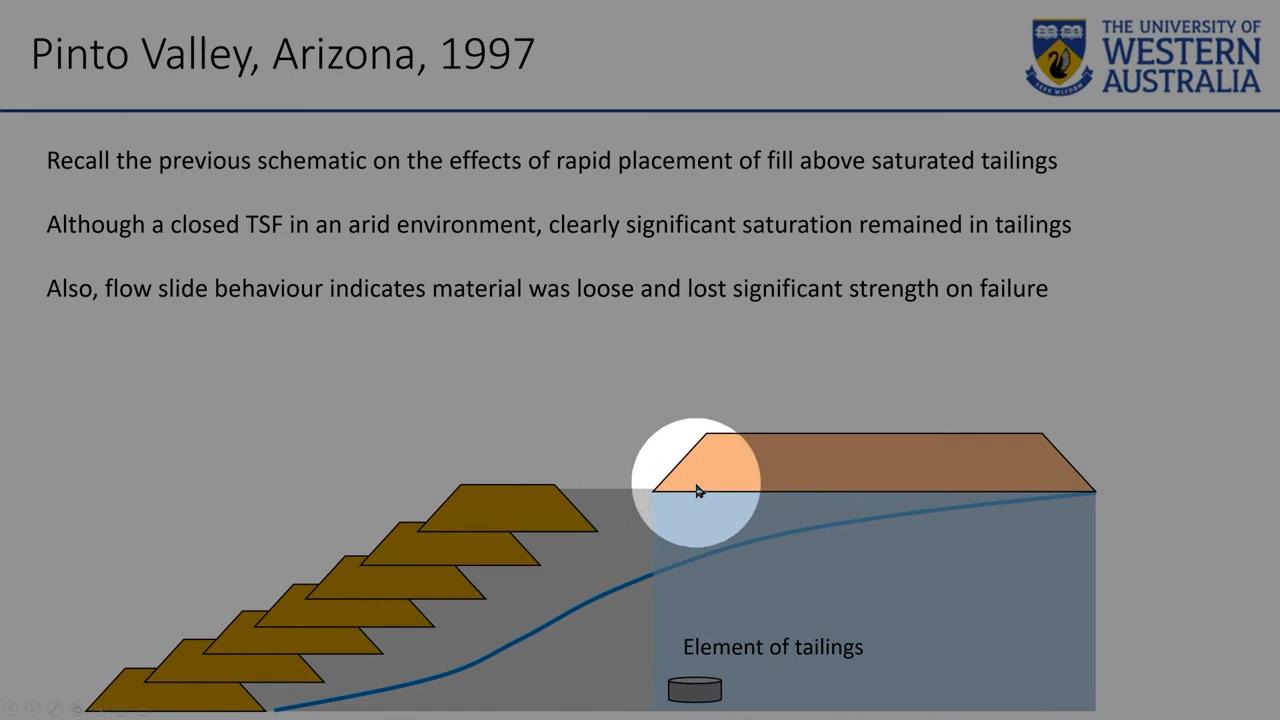 Pinto Valley, Arizona, 1997
THE UNIVERSITY OF
WESTERN
AUSTRALIA
Recall the previous schematic on the effects of rapid placement of fill above saturated tailings
Although a closed TSF in an arid environment, clearly significant saturation remained in tailings
Also, flow slide behaviour indicates material was loose and lost significant strength on failure
Element of tailings